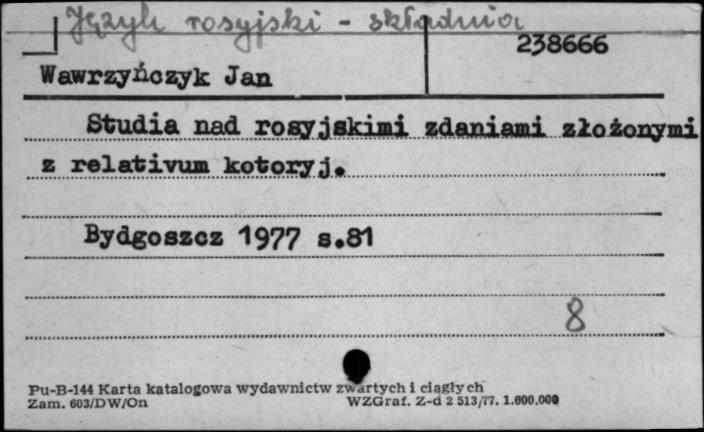 Język rosyjski - składnia
238666
Wawrzyńczyk Jan
Studia nad rosyjskimi zdaniami złożonymi
z relativum kotoryj.
Bydgoszcz 1977 s.81
8
Pu-B-144 Karta katalogowa wydawnictw zwartych i ciągłych
Zam. 603/DW/On WZGraf. Z-d 2 513/77. 1.600.000